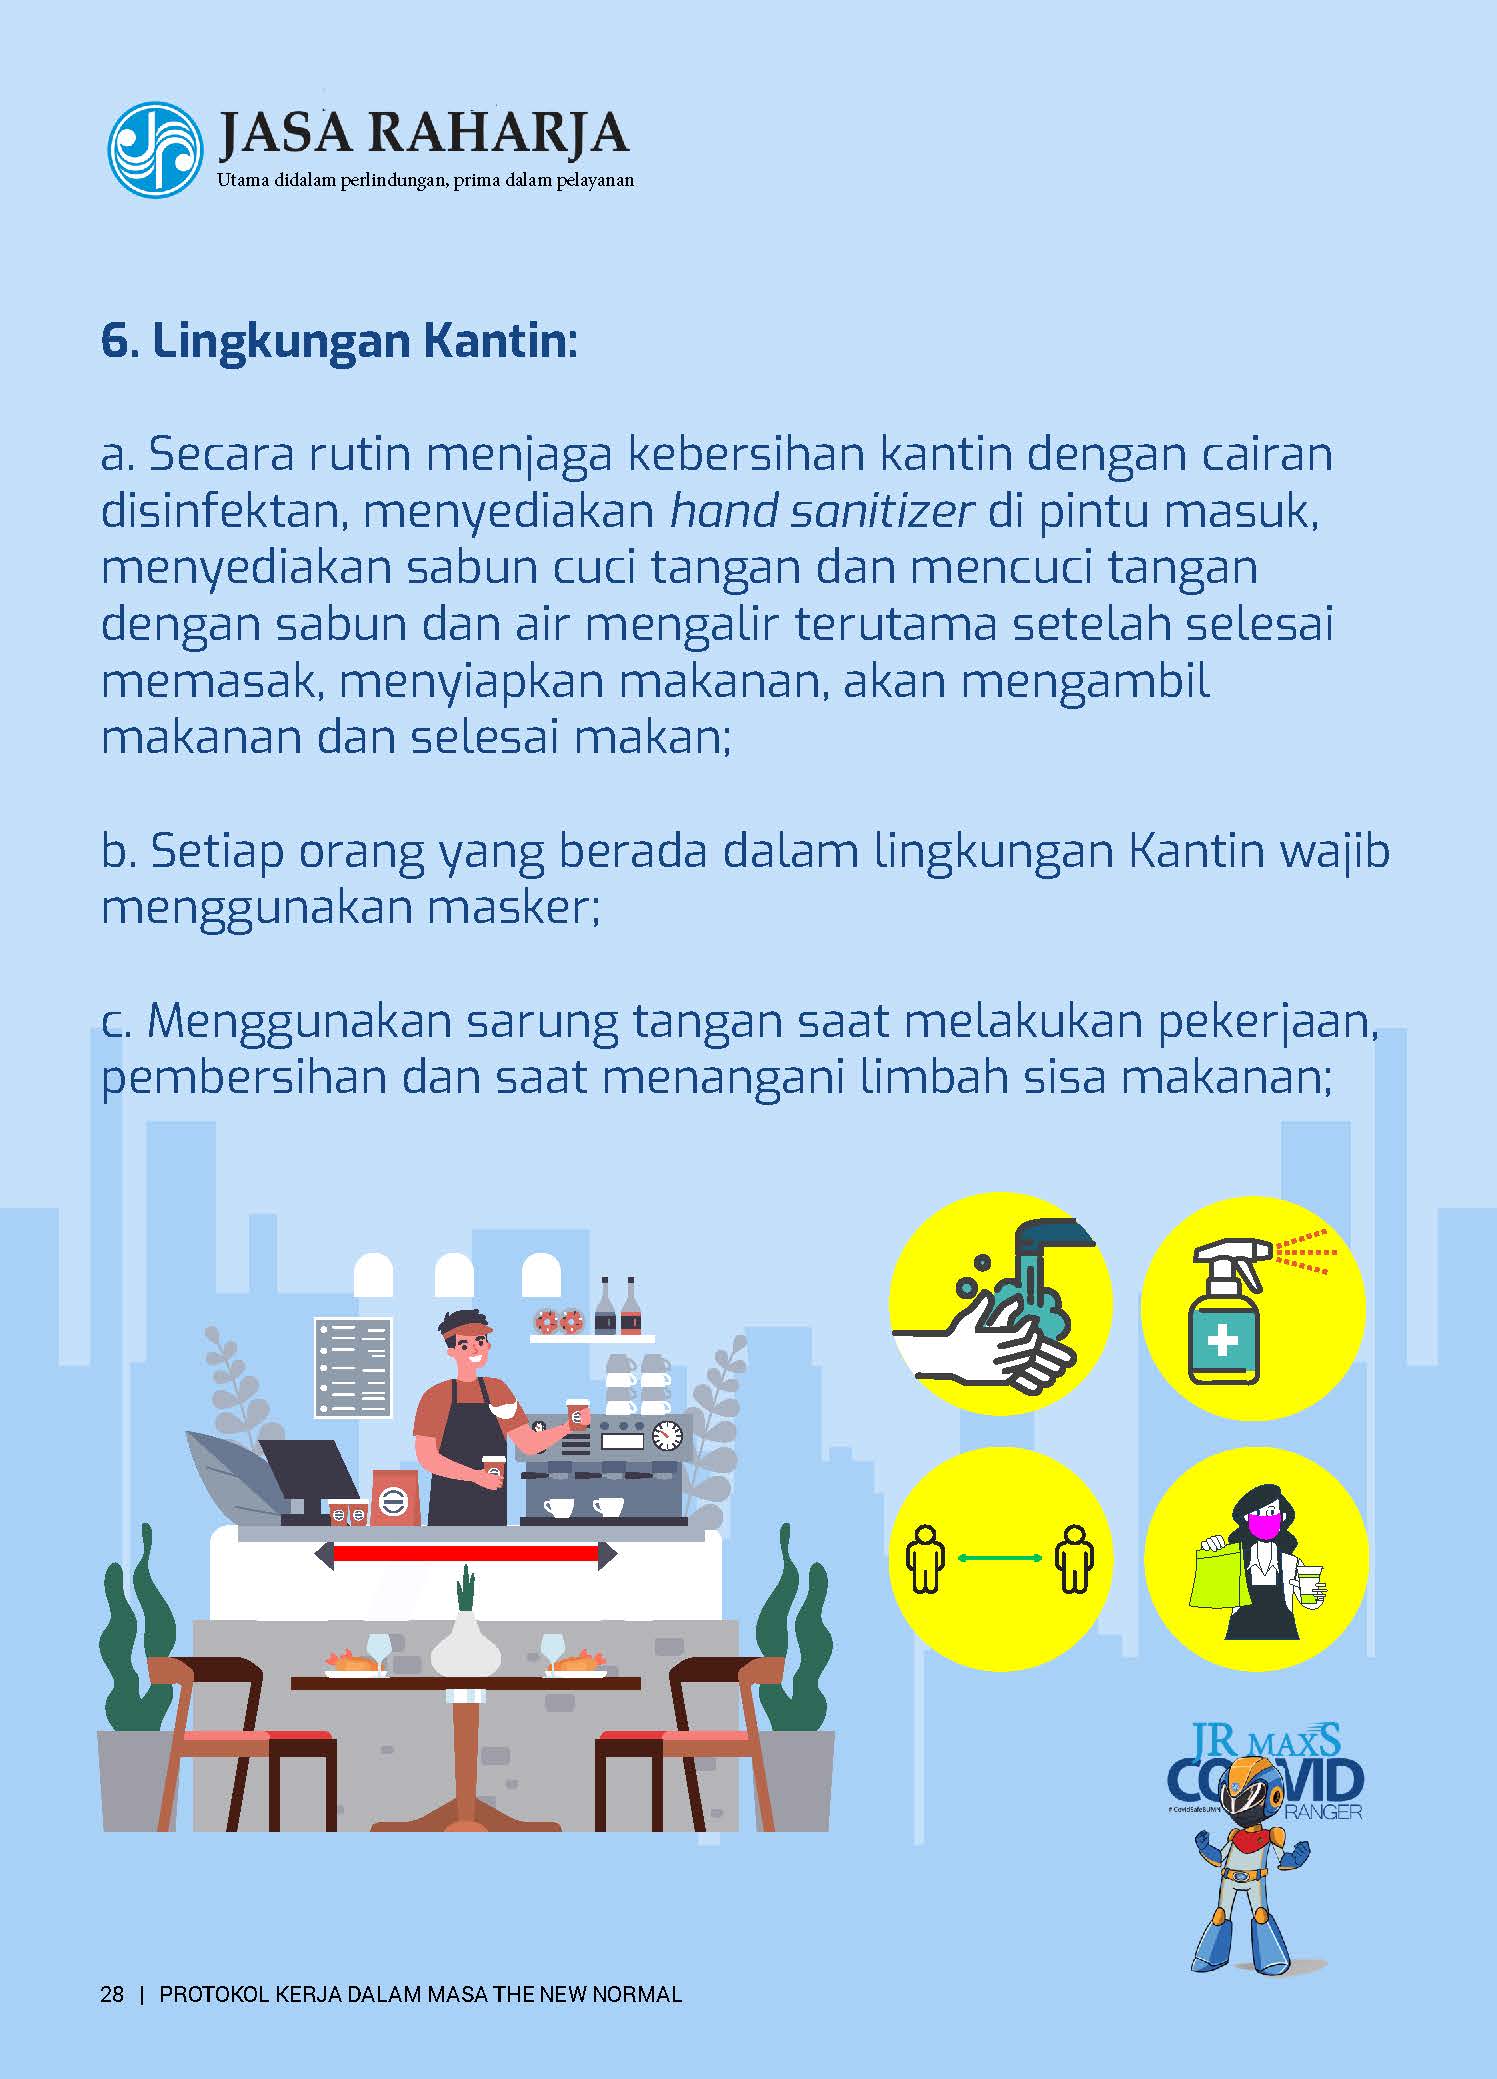 JASA RAHARJA
Utama didalam perlindungan, prima dalam pelayanan
6. Lingkungan Kantin:
a. Secara rutin menjaga kebersihan kantin dengan cairan
disinfektan, menyediakan hand sanitizer di pintu masuk,
menyediakan sabun cuci tangan dan mencuci tangan
dengan sabun dan air mengalir terutama setelah selesai
memasak, menyiapkan makanan, akan mengambil
makanan dan selesai makan;
b. Setiap orang yang berada dalam lingkungan Kantin wajib
menggunakan masker;
c. Menggunakan sarung tangan saat melakukan pekerjaan,
pembersihan dan saat menangani limbah sisa makanan;
JR MAXS
COVID
#CovidSafeBUMN
RANGER
28 | PROTOKOL KERJA DALAM MASA THE NEW NORMAL